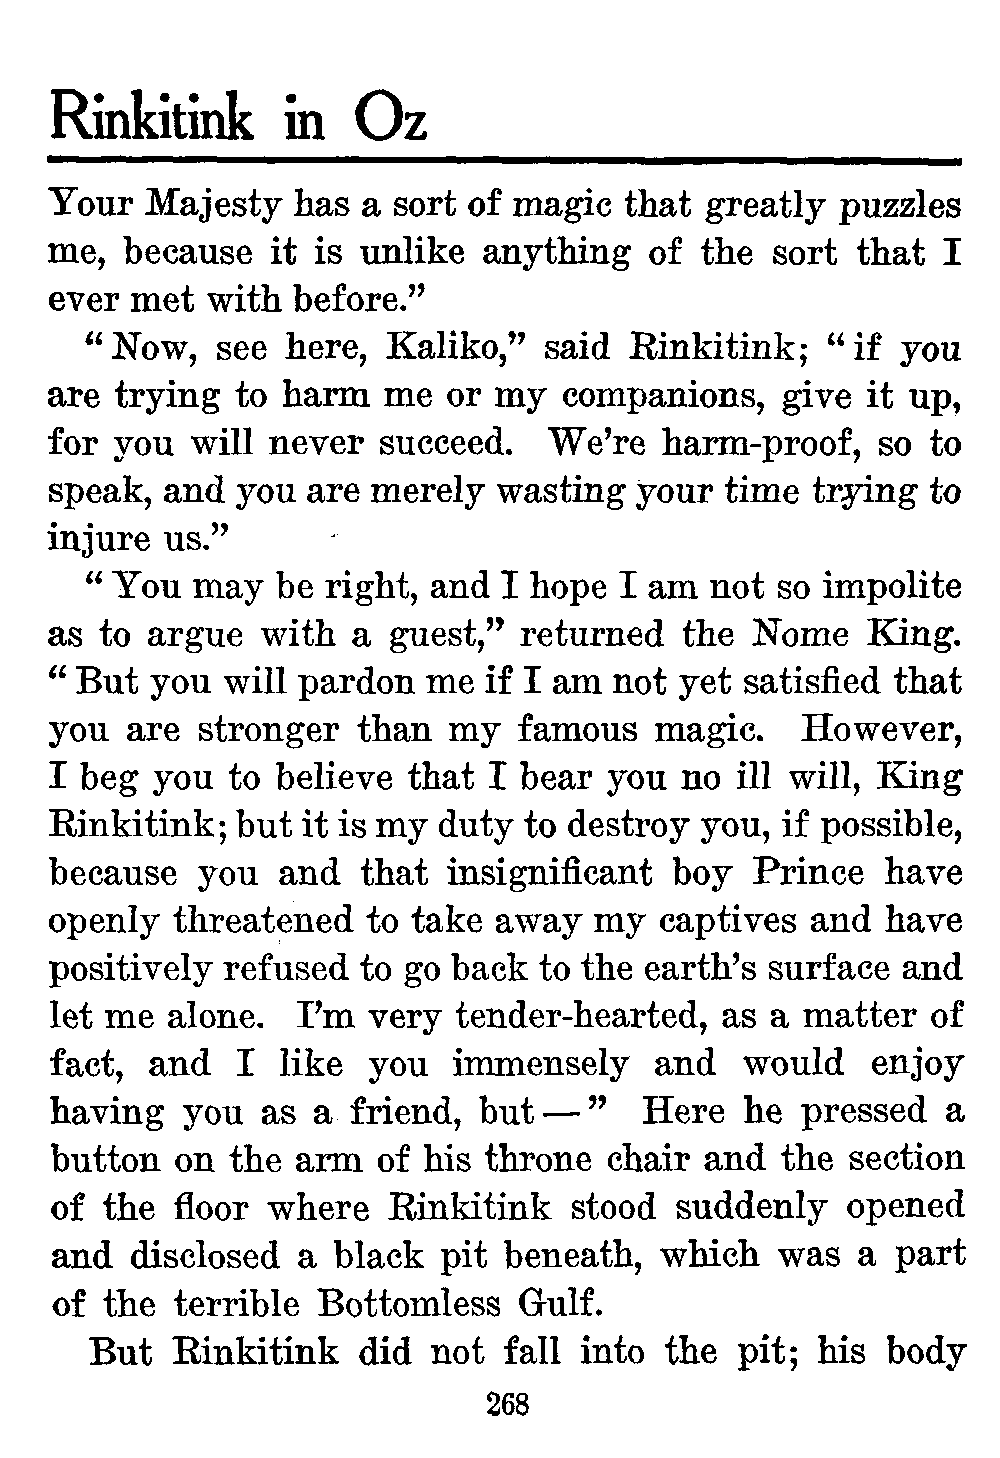 Rinkitink in Oz
Your Majesty has a sort of magic that greatly puzzles
me, because it is unlike anything of the sort that I
ever met with before.”
“ Now, see here, Kaliko,” said Rinkitink; “ if you
are trying to harm me or my companions, give it up,
for you will never succeed. We’re harm-proof, so to
speak, and you are merely wasting your time trying to
injure us.”
“ You may be right, and I hope I am not so impolite
as to argue with a guest,” returned the Nome King.
“ But you will pardon me if I am not yet satisfied that
you are stronger than my famous magic. However,
I beg you to believe that I bear you no ill will, King
Rinkitink; but it is my duty to destroy you, if possible,
because you and that insignificant boy Prince have
openly threatened to take away my captives and have
positively refused to go back to the earth’s surface and
let me alone. I’m very tender-hearted, as a matter of
fact, and I like you immensely and would enjoy
having you as a friend, but — ” Here he pressed a
button on the arm of his throne chair and the section
of the floor where Rinkitink stood suddenly opened
and disclosed a black pit beneath, which was a part
of the terrible Bottomless Gulf.
But Rinkitink did not fall into the pit; his body
268